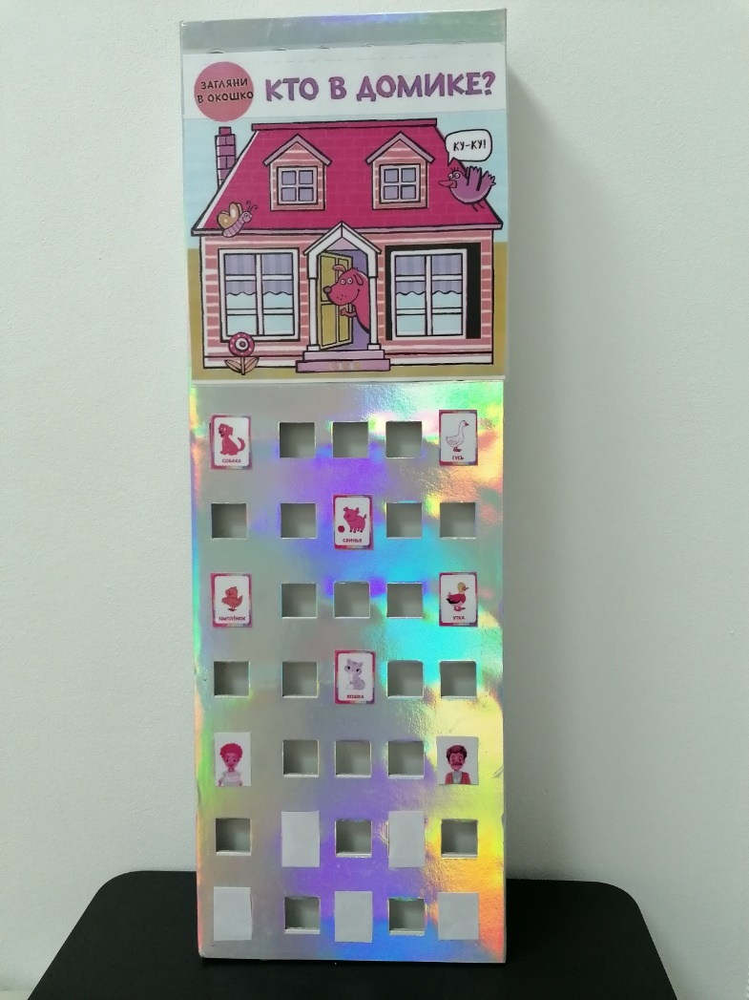 ЗАГЛЯНИ
В ОКОШКО
КТО В ДОМИКЕ?
КУ-КУ!
СОБАКА
ГУСЬ
СВИНЬЯ
ЦЫПЛЁНОК
УТКА
КОШКА